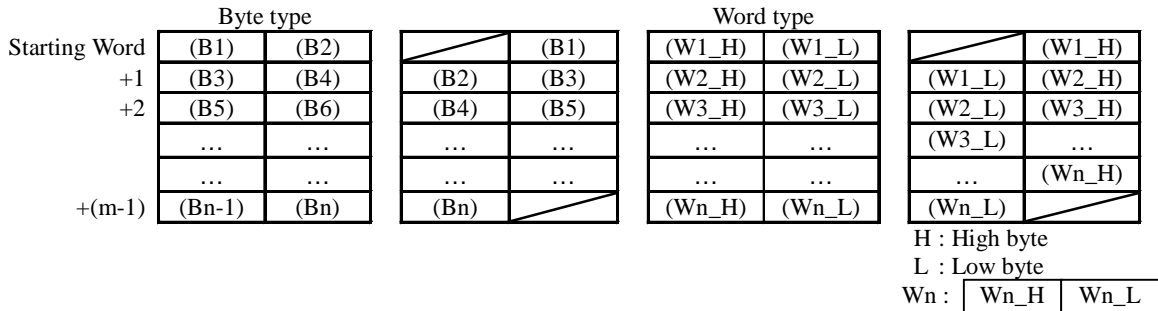 Byte type Word type
Starting Word (B1) (B2) (B1) (W1_H) (W1_L) (W1_H)
+1 (B3) (B4) (B2) (B3) (W2_H) (W2_L) (W1_L) (W2_H)
+2 (B5) (B6) (B4) (B5) (W3_H) (W3_L) (W2_L) (W3_H)
… … … … … … (W3_L) …
… … … … … … … (Wn_H)
+(m-1) (Bn-1) (Bn) (Bn) (Wn_H) (Wn_L) (Wn_L)
H : High byte
L : Low byte
Wn : Wn_H Wn_L